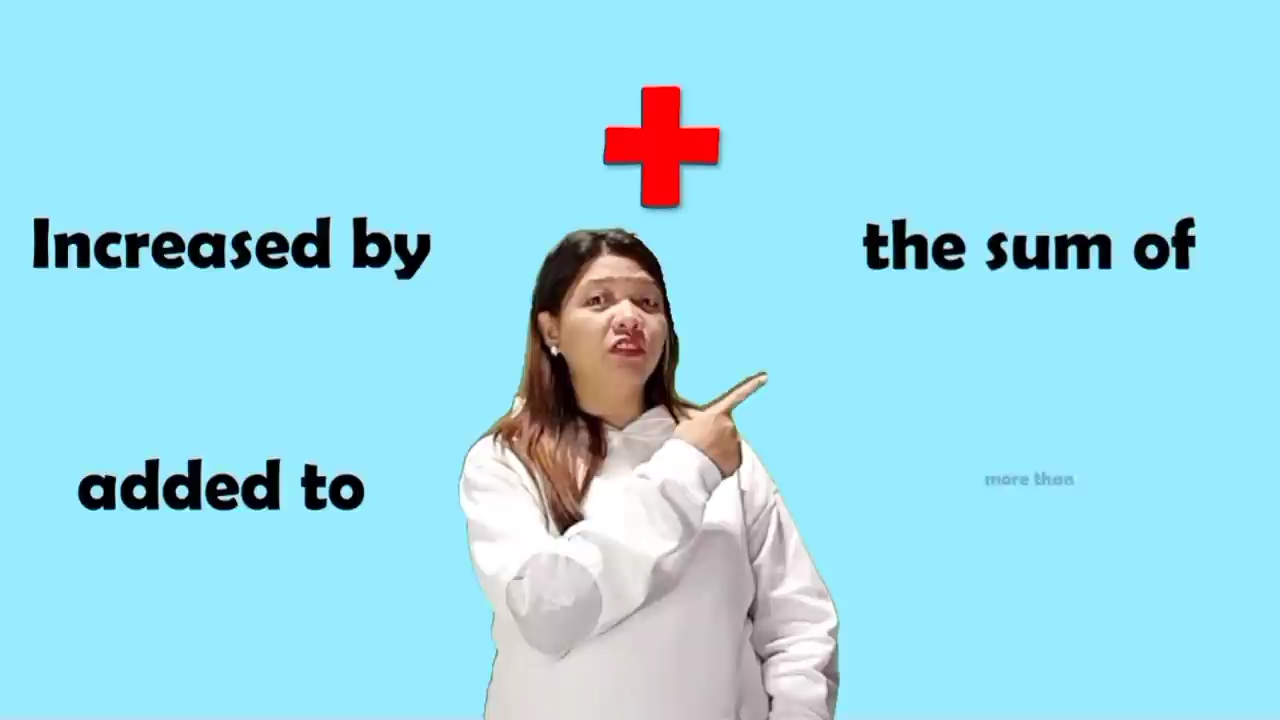 Increased by
the sum of
added to
more than